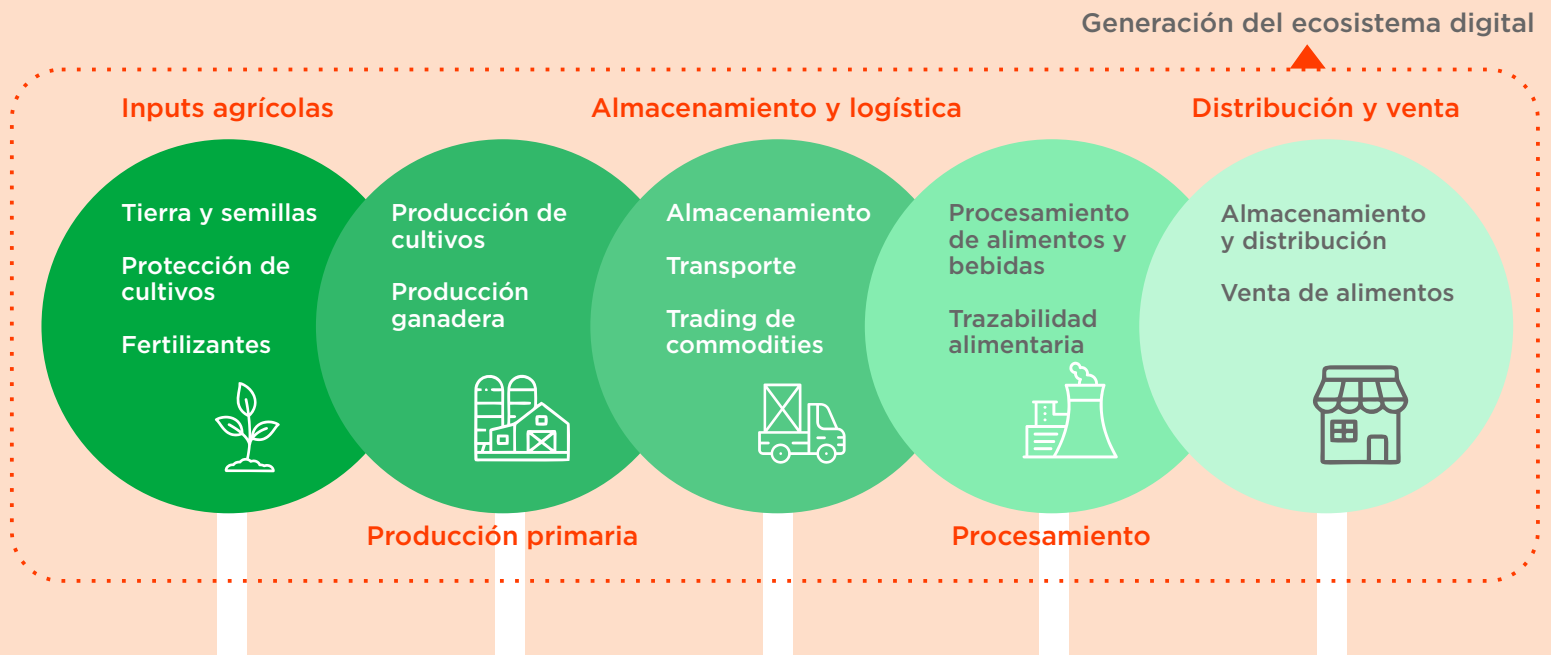 Generación del ecosistema digital
Inputs agrícolas
Almacenamiento y logística
Distribución y venta
Tierra y semillas
Protección de
cultivos
Fertilizantes
Producción de
cultivos
Producción
ganadera
Almacenamiento
Transporte
Trading de
commodities
Procesamiento
de alimentos y
bebidas
Trazabilidad
alimentaria
Almacenamiento
y distribución
Venta de alimentos
Producción primaria
Procesamiento